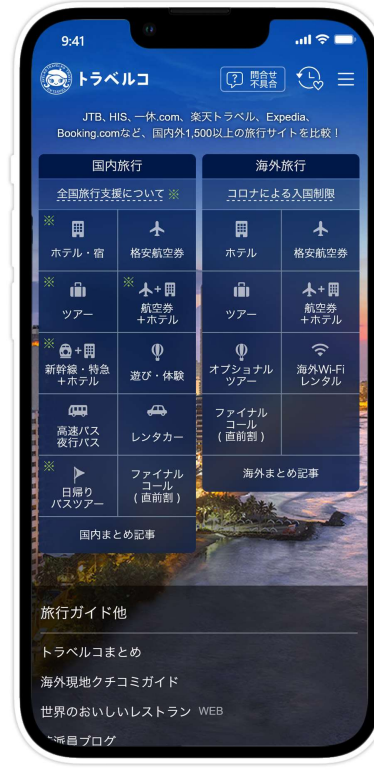 9:41
トラベルコ
問合せ
不具合
JTB、HIS、一休.com、楽天トラベル、Expedia、
Booking.comなど、国内外1,500以上の旅行サイトを比較！
国内旅行
全国旅行支援について ※
※
ホテル・宿
格安航空券
※
ツアー
※
+
航空券
＋ホテル
※
+
新幹線・特急
＋ホテル
遊び・体験
高速バス
夜行バス
レンタカー
※
日帰り
バスツアー
ファイナル
コール
( 直前割 )
国内まとめ記事
海外旅行
コロナによる入国制限
ホテル
格安航空券
ツアー
+
航空券
＋ホテル
オプショナル
ツアー
海外Wi-Fi
レンタル
ファイナル
コール
( 直前割 )
海外まとめ記事
旅行ガイド他
トラベルコまとめ
海外現地クチコミガイド
世界のおいしいレストラン WEB
派員ブログ